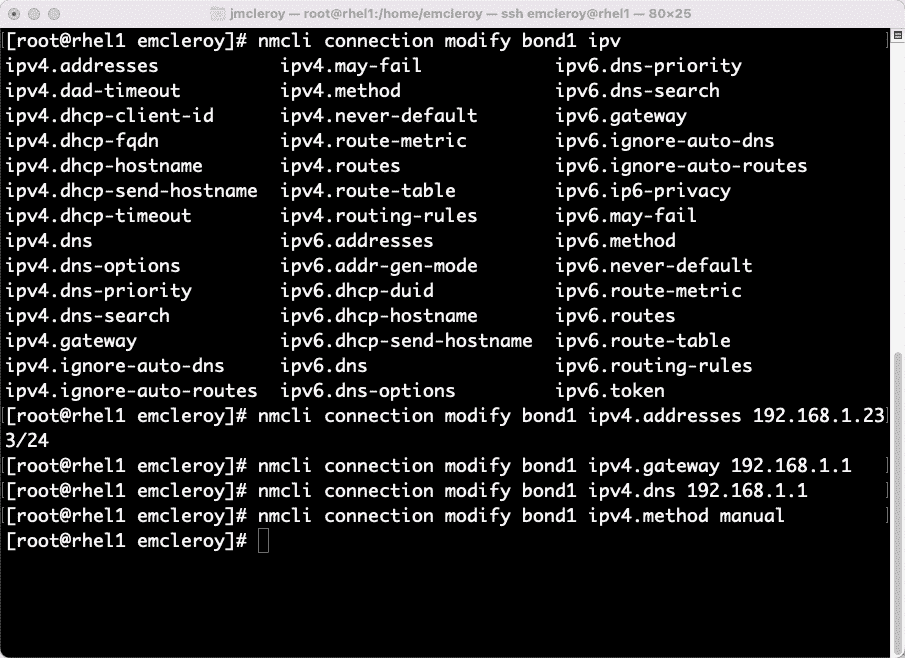 jmcleroy — root@rhel1:/home/emcleroy — ssh emcleroy@rhel1 — 80×25
[root@rhel1 emcleroy]# nmcli connection modify bond1 ipv
ipv4.addresses ipv4.may-fail ipv6.dns-priority
ipv4.dad-timeout ipv4.method ipv6.dns-search
ipv4.dhcp-client-id ipv4.never-default ipv6.gateway
ipv4.dhcp-fqdn ipv4.route-metric ipv6.ignore-auto-dns
ipv4.dhcp-hostname ipv4.routes ipv6.ignore-auto-routes
ipv4.dhcp-send-hostname ipv4.route-table ipv6.ip6-privacy
ipv4.dhcp-timeout ipv4.routing-rules ipv6.may-fail
ipv4.dns ipv6.addresses ipv6.method
ipv4.dns-options ipv6.addr-gen-mode ipv6.never-default
ipv4.dns-priority ipv6.dhcp-duid ipv6.route-metric
ipv4.dns-search ipv6.dhcp-hostname ipv6.routes
ipv4.gateway ipv6.dhcp-send-hostname ipv6.route-table
ipv4.ignore-auto-dns ipv6.dns ipv6.routing-rules
ipv4.ignore-auto-routes ipv6.dns-options ipv6.token
[root@rhel1 emcleroy]# nmcli connection modify bond1 ipv4.addresses 192.168.1.23
3/24
[root@rhel1 emcleroy]# nmcli connection modify bond1 ipv4.gateway 192.168.1.1
[root@rhel1 emcleroy]# nmcli connection modify bond1 ipv4.dns 192.168.1.1
[root@rhel1 emcleroy]# nmcli connection modify bond1 ipv4.method manual
[root@rhel1 emcleroy]#